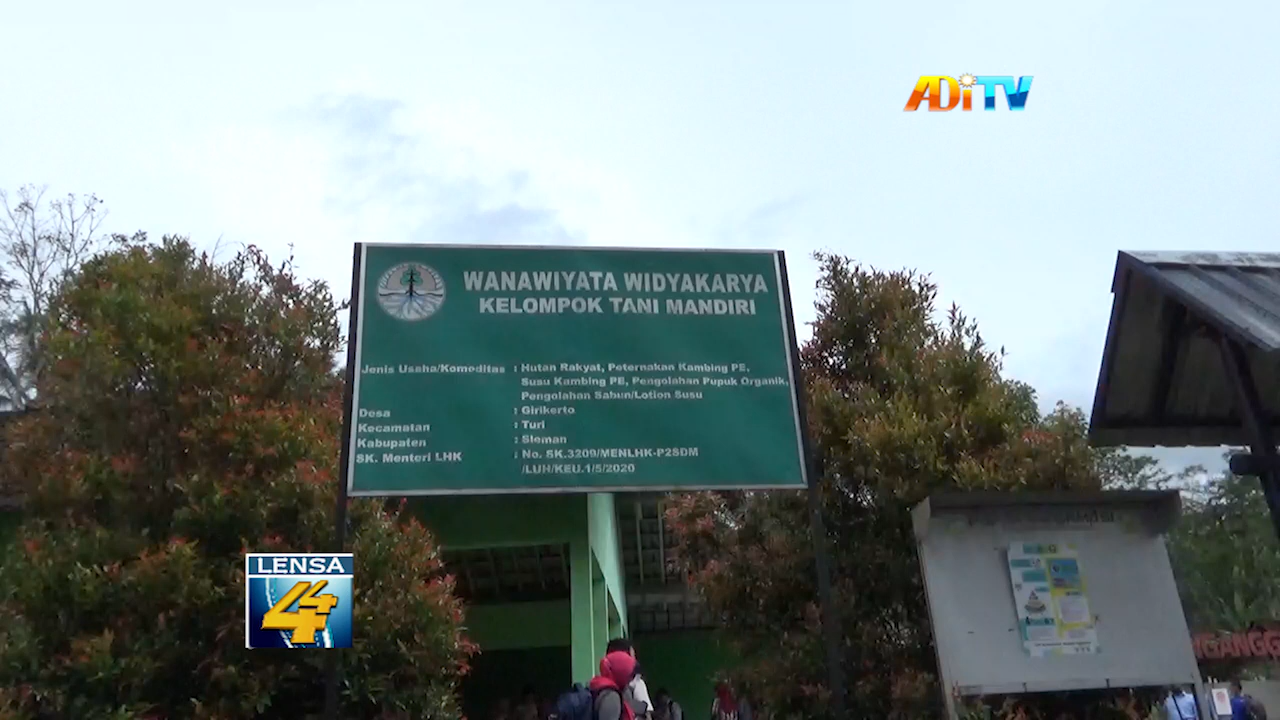 ADiTV
WANAWIYATA WIDYAKARYA
KELOMPOK TANI MANDIRI
Jenis Usaha/Komoditas : Hutan Rakyat, Peternakan Kambing PE,
Susu Kambing PE, Pengolahan Pupuk Organik,
Pengolahan Sabun/Lotion Susu
Desa : Girikerto
Kecamatan : Turi
Kabupaten : Sleman
SK. Menteri LHK : No. SK.3209/MENLHK-P2SDM
/LUH/KEU.1/5/2020
LENSA
44